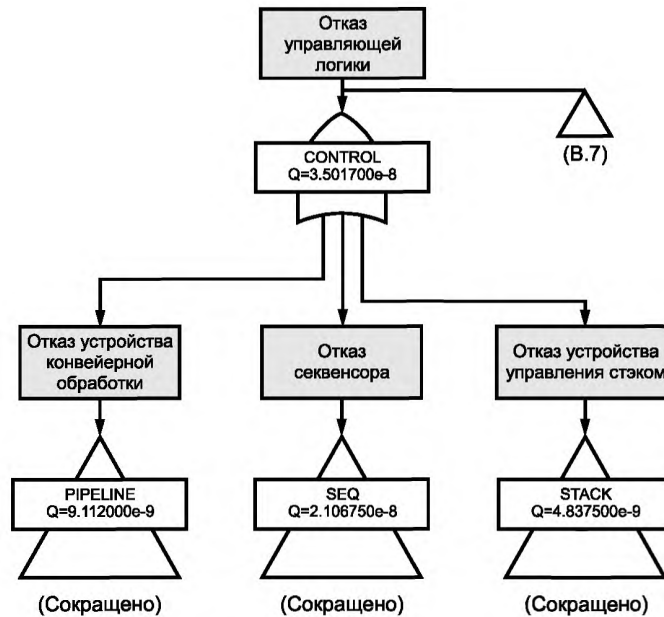 Отказ
управляющей
логики
(В.7)
CONTROL
Q=3.501700e-8
Отказ устройства
конвейерной
обработки
Отказ
секвенсора
Отказ устройства
управления стэком
PIPELINE
Q=9.112000e-9
SEQ
Q=2.106750e-8
STACK
Q=4.837500e-9
(Сокращено)
(Сокращено)
(Сокращено)